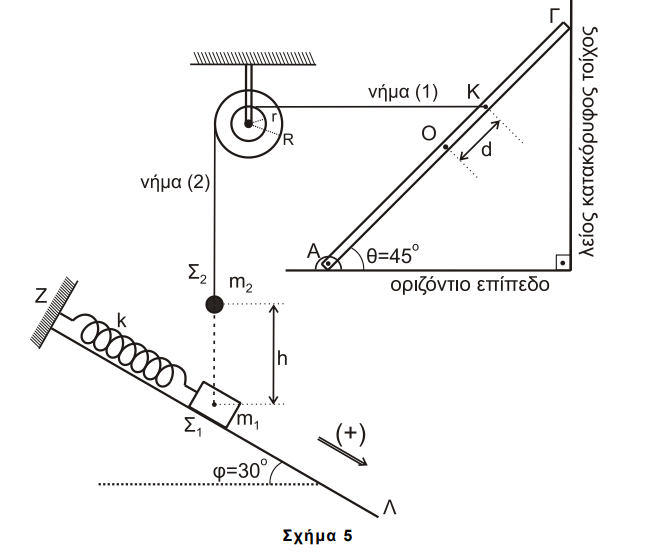 Γ
νήμα (1)
Κ
r
R
Ο
d
νήμα (2)
λείος κατακόρυφος τοίχος
Α
θ=45°
οριζόντιο επίπεδο
Σ2
m2
Ζ
k
h
Σ1
m1
(+)
φ=30°
Λ
Σχήμα 5